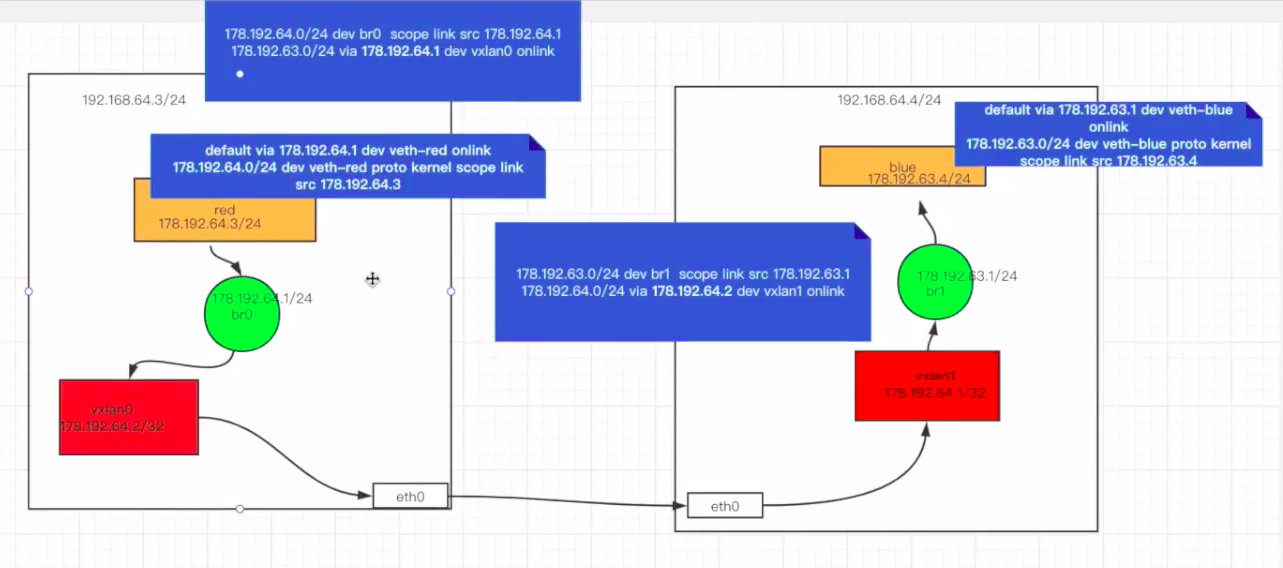 178.192.64.0/24 dev br0  scope link src 178.192.64.1
178.192.63.0/24 via 178.192.64.1 dev vxlan0 onlink
192.168.64.3/24
default via 178.192.64.1 dev veth-red onlink
178.192.64.0/24 dev veth-red proto kernel scope link
src 178.192.64.3
red
178.192.64.3/24
178.192.64.1/24
br0
vxlan0
178.192.64.2/32
eth0
178.192.63.0/24 dev br1  scope link src 178.192.63.1
178.192.64.0/24 via 178.192.64.2 dev vxlan1 onlink
192.168.64.4/24
default via 178.192.63.1 dev veth-blue
onlink
178.192.63.0/24 dev veth-blue proto kernel
scope link src 178.192.63.4
blue
178.192.63.4/24
178.192.63.1/24
br1
vxlan1
178.192.64.1/32
eth0